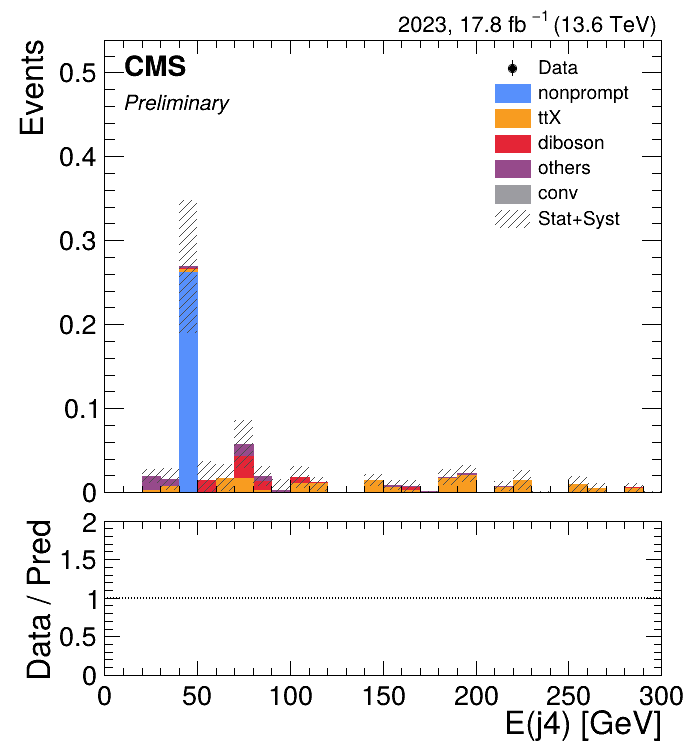 2023, 17.8 fb⁻¹ (13.6 TeV)
Events
CMS
Preliminary
Data
nonprompt
ttX
diboson
others
conv
Stat+Syst
0.5
0.4
0.3
0.2
0.1
0
Data / Pred
2
1.5
1
0.5
0
0 50 100 150 200 250 300
E(j4) [GeV]